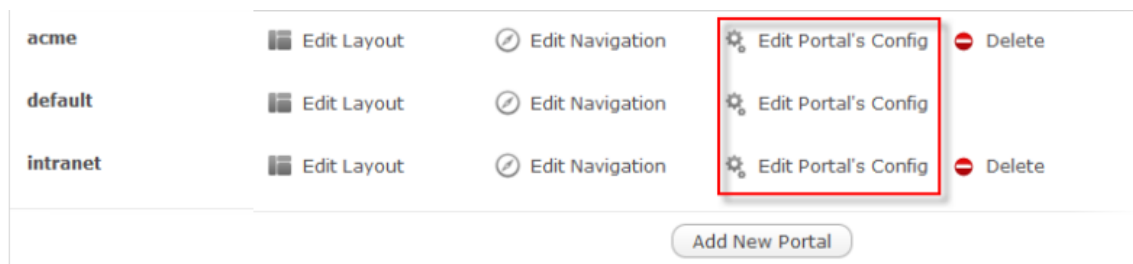 acme Edit Layout Edit Navigation Edit Portal's Config Delete
default Edit Layout Edit Navigation Edit Portal's Config
intranet Edit Layout Edit Navigation Edit Portal's Config Delete
Add New Portal